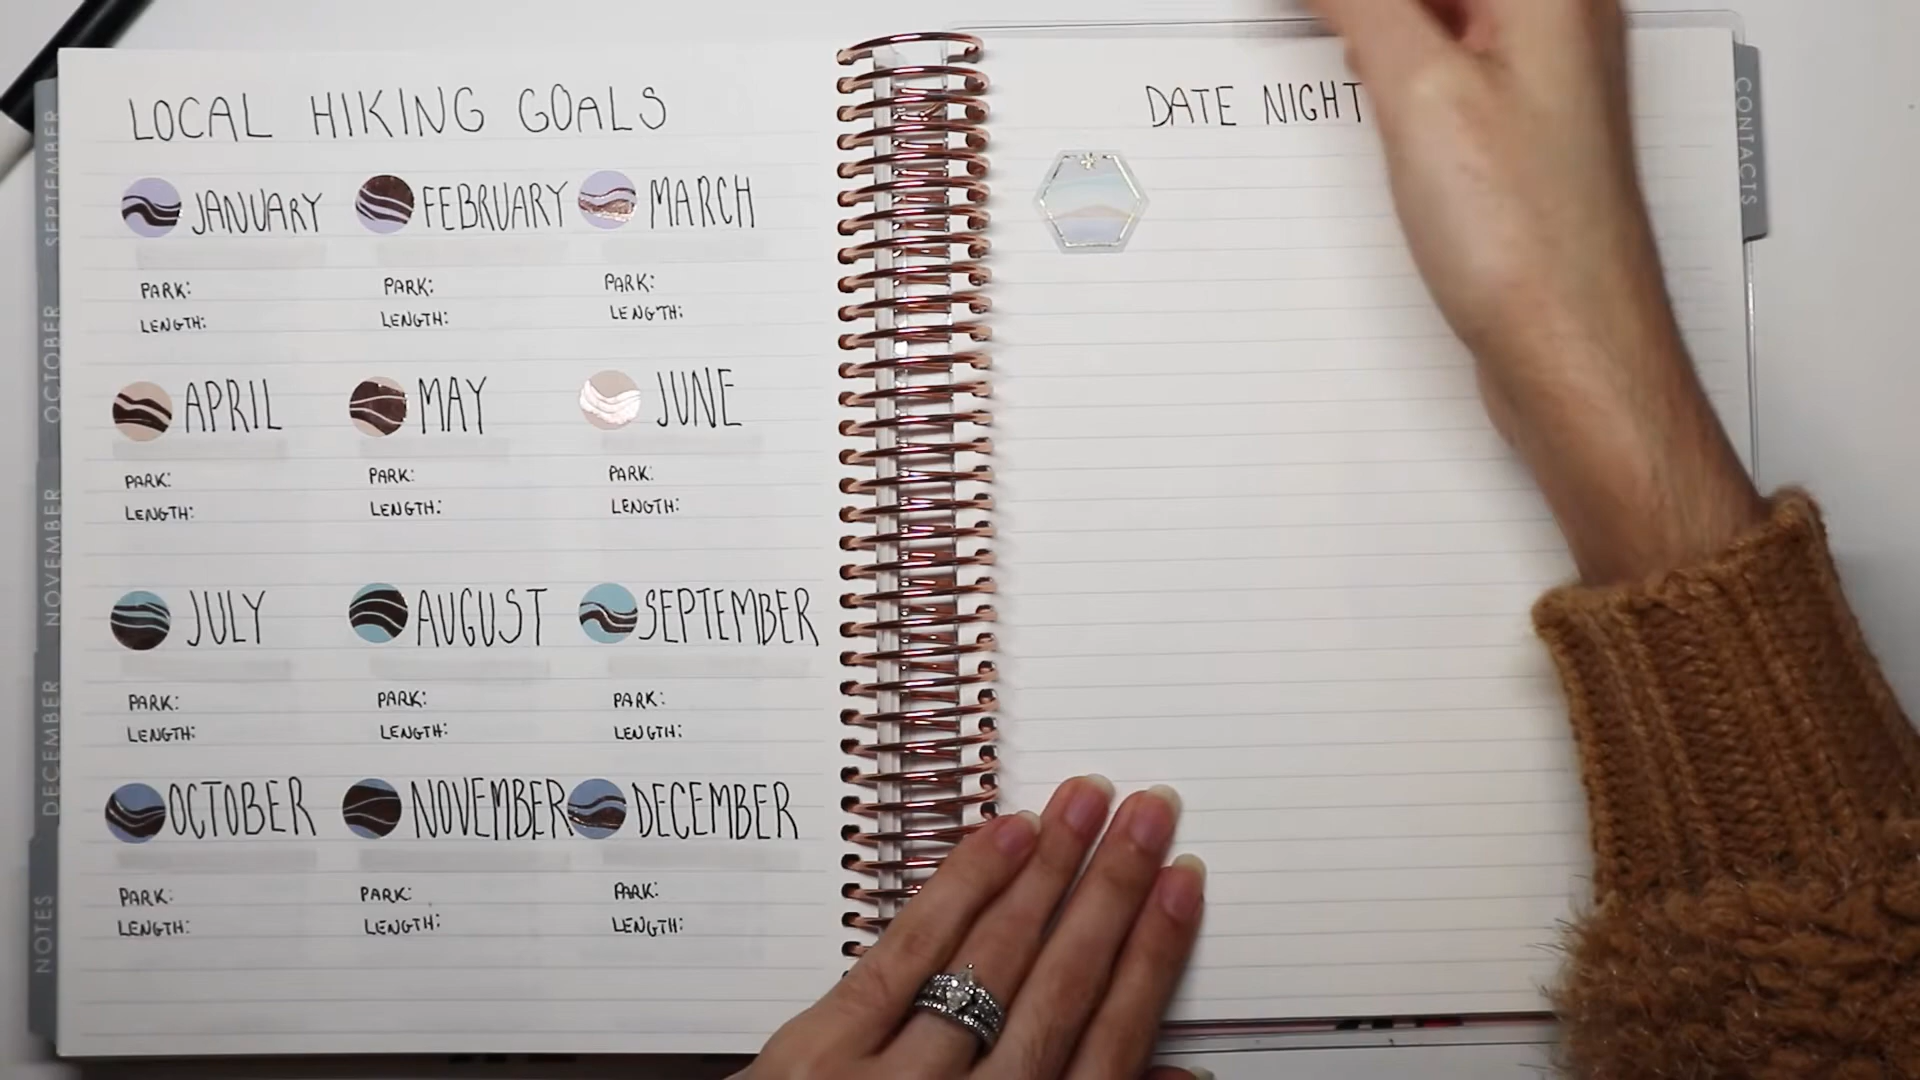 LOCAL HIKING GOALS
JANUARY FEBRUARY MARCH
PARK: PARK: PARK:
LENGTH: LENGTH: LENGTH:
APRIL MAY JUNE
PARK: PARK: PARK:
LENGTH: LENGTH: LENGTH:
JULY AUGUST SEPTEMBER
PARK: PARK: PARK:
LENGTH: LENGTH: LENGTH:
OCTOBER NOVEMBER DECEMBER
PARK: PARK: PARK:
LENGTH: LENGTH: LENGTH:
DATE NIGHT
SEPTEMBER
OCTOBER
NOVEMBER
DECEMBER
NOTES
CONTACTS